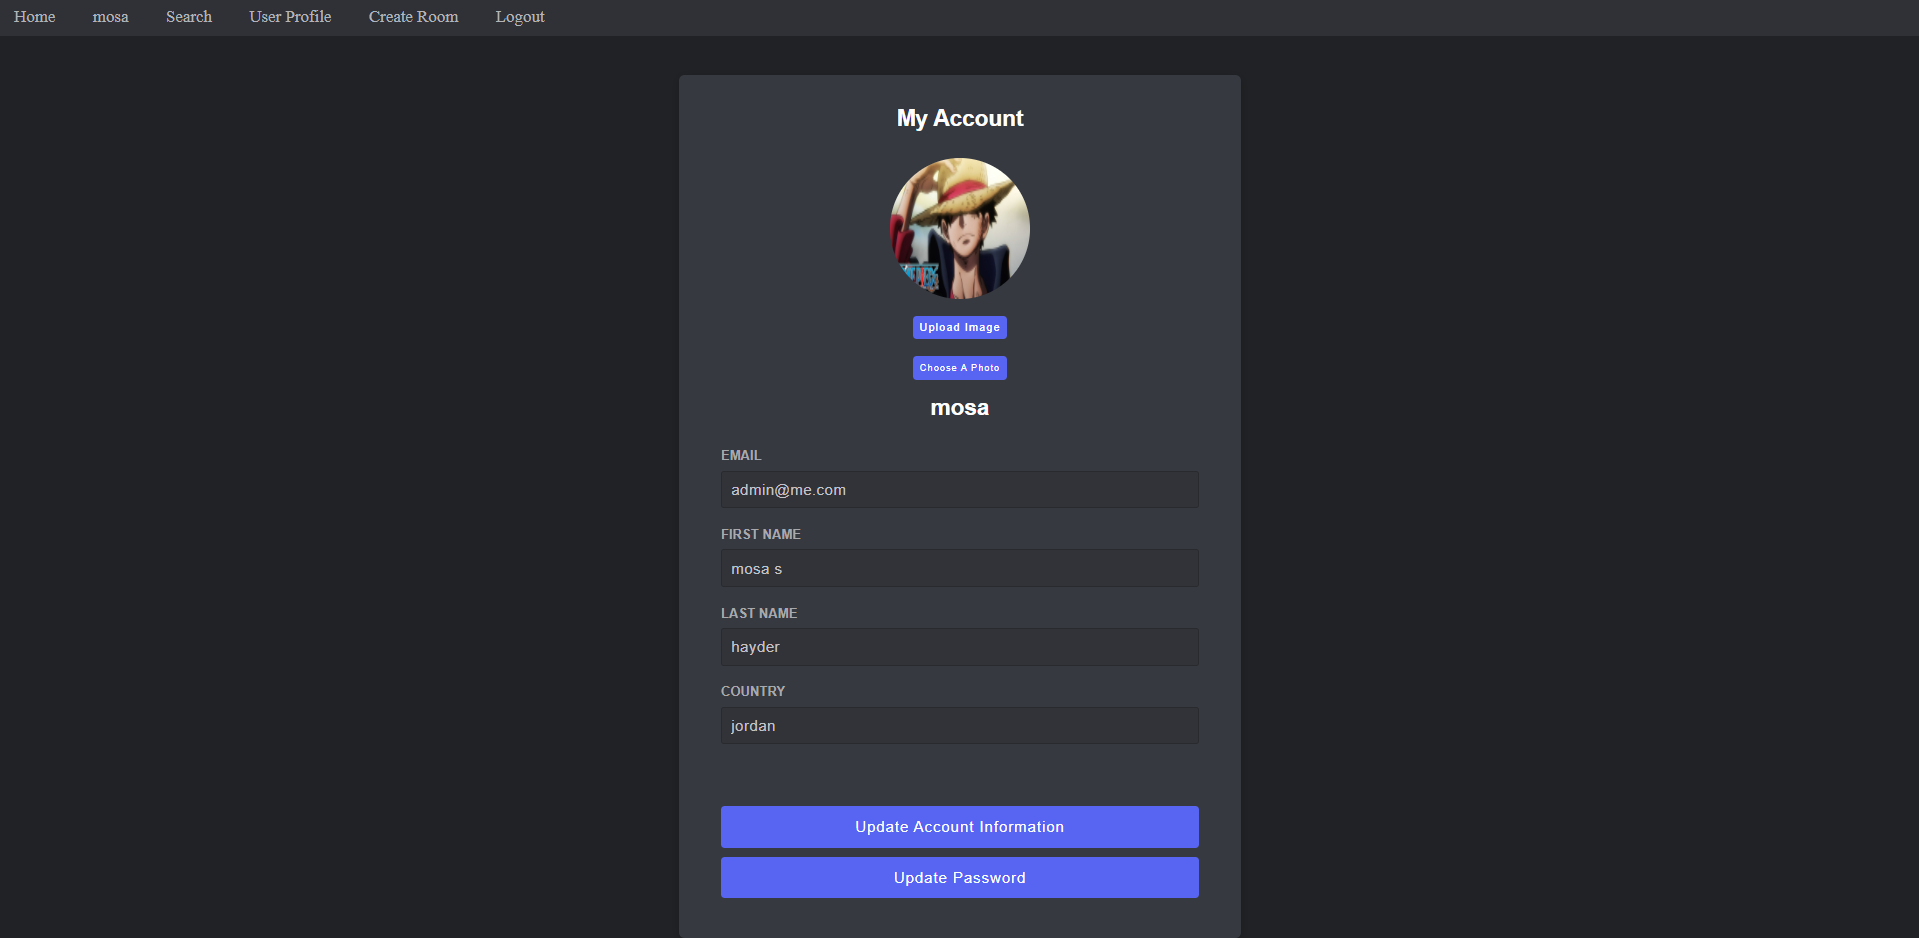 Home mosa Search User Profile Create Room Logout
My Account
Upload Image
Choose A Photo
mosa
EMAIL
admin@me.com
FIRST NAME
mosa s
LAST NAME
hayder
COUNTRY
jordan
Update Account Information
Update Password